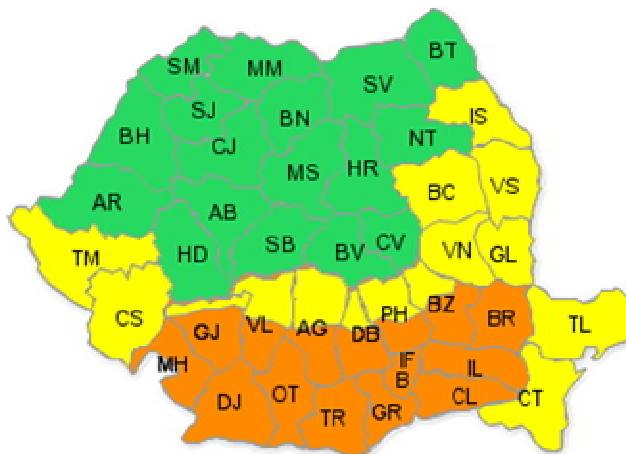 BT
SM MM
SV
SJ BN IS
BH CJ NT
MS HR
BC VS
AR AB
TM HD SB BV CV VN GL
CS GJ VL AG DB PH BZ BR TL
MH IF IL
B
DJ OT TR GR CL CT